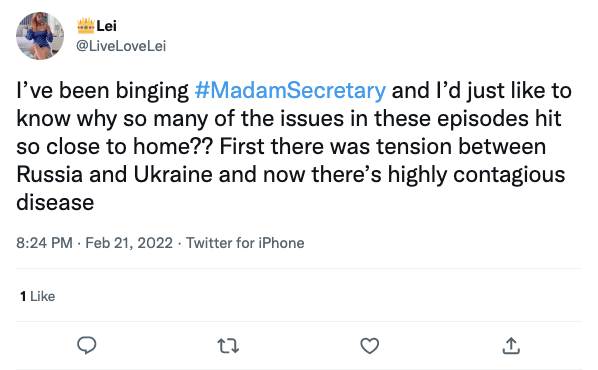 👑Lei
@LiveLoveLei
I’ve been binging #MadamSecretary and I’d just like to
know why so many of the issues in these episodes hit
so close to home?? First there was tension between
Russia and Ukraine and now there’s highly contagious
disease
8:24 PM · Feb 21, 2022 · Twitter for iPhone
1 Like